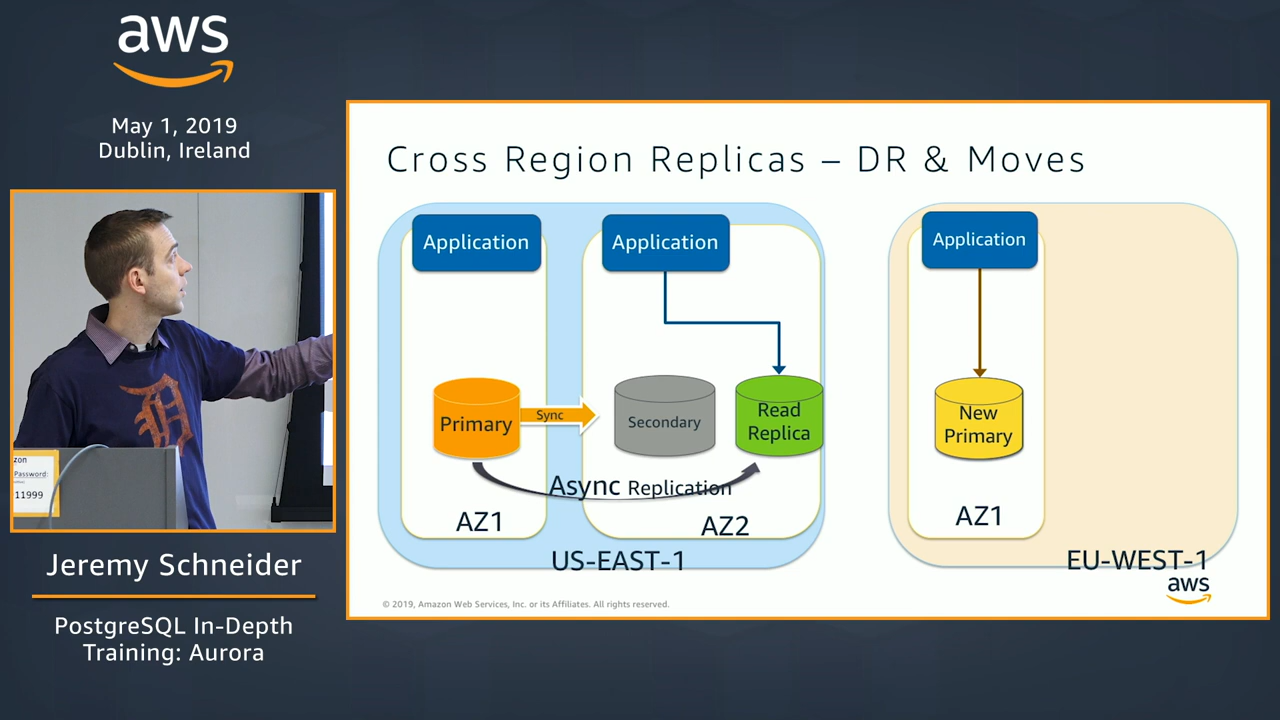 aws
May 1, 2019
Dublin, Ireland
zon
Password:
11999
Jeremy Schneider
PostgreSQL In-Depth
Training: Aurora
Cross Region Replicas – DR & Moves
Application
Application
Application
Primary
Sync
Secondary
Read
Replica
New
Primary
Async Replication
AZ1
AZ2
AZ1
US-EAST-1
EU-WEST-1
aws
© 2019, Amazon Web Services, Inc. or its Affiliates. All rights reserved.